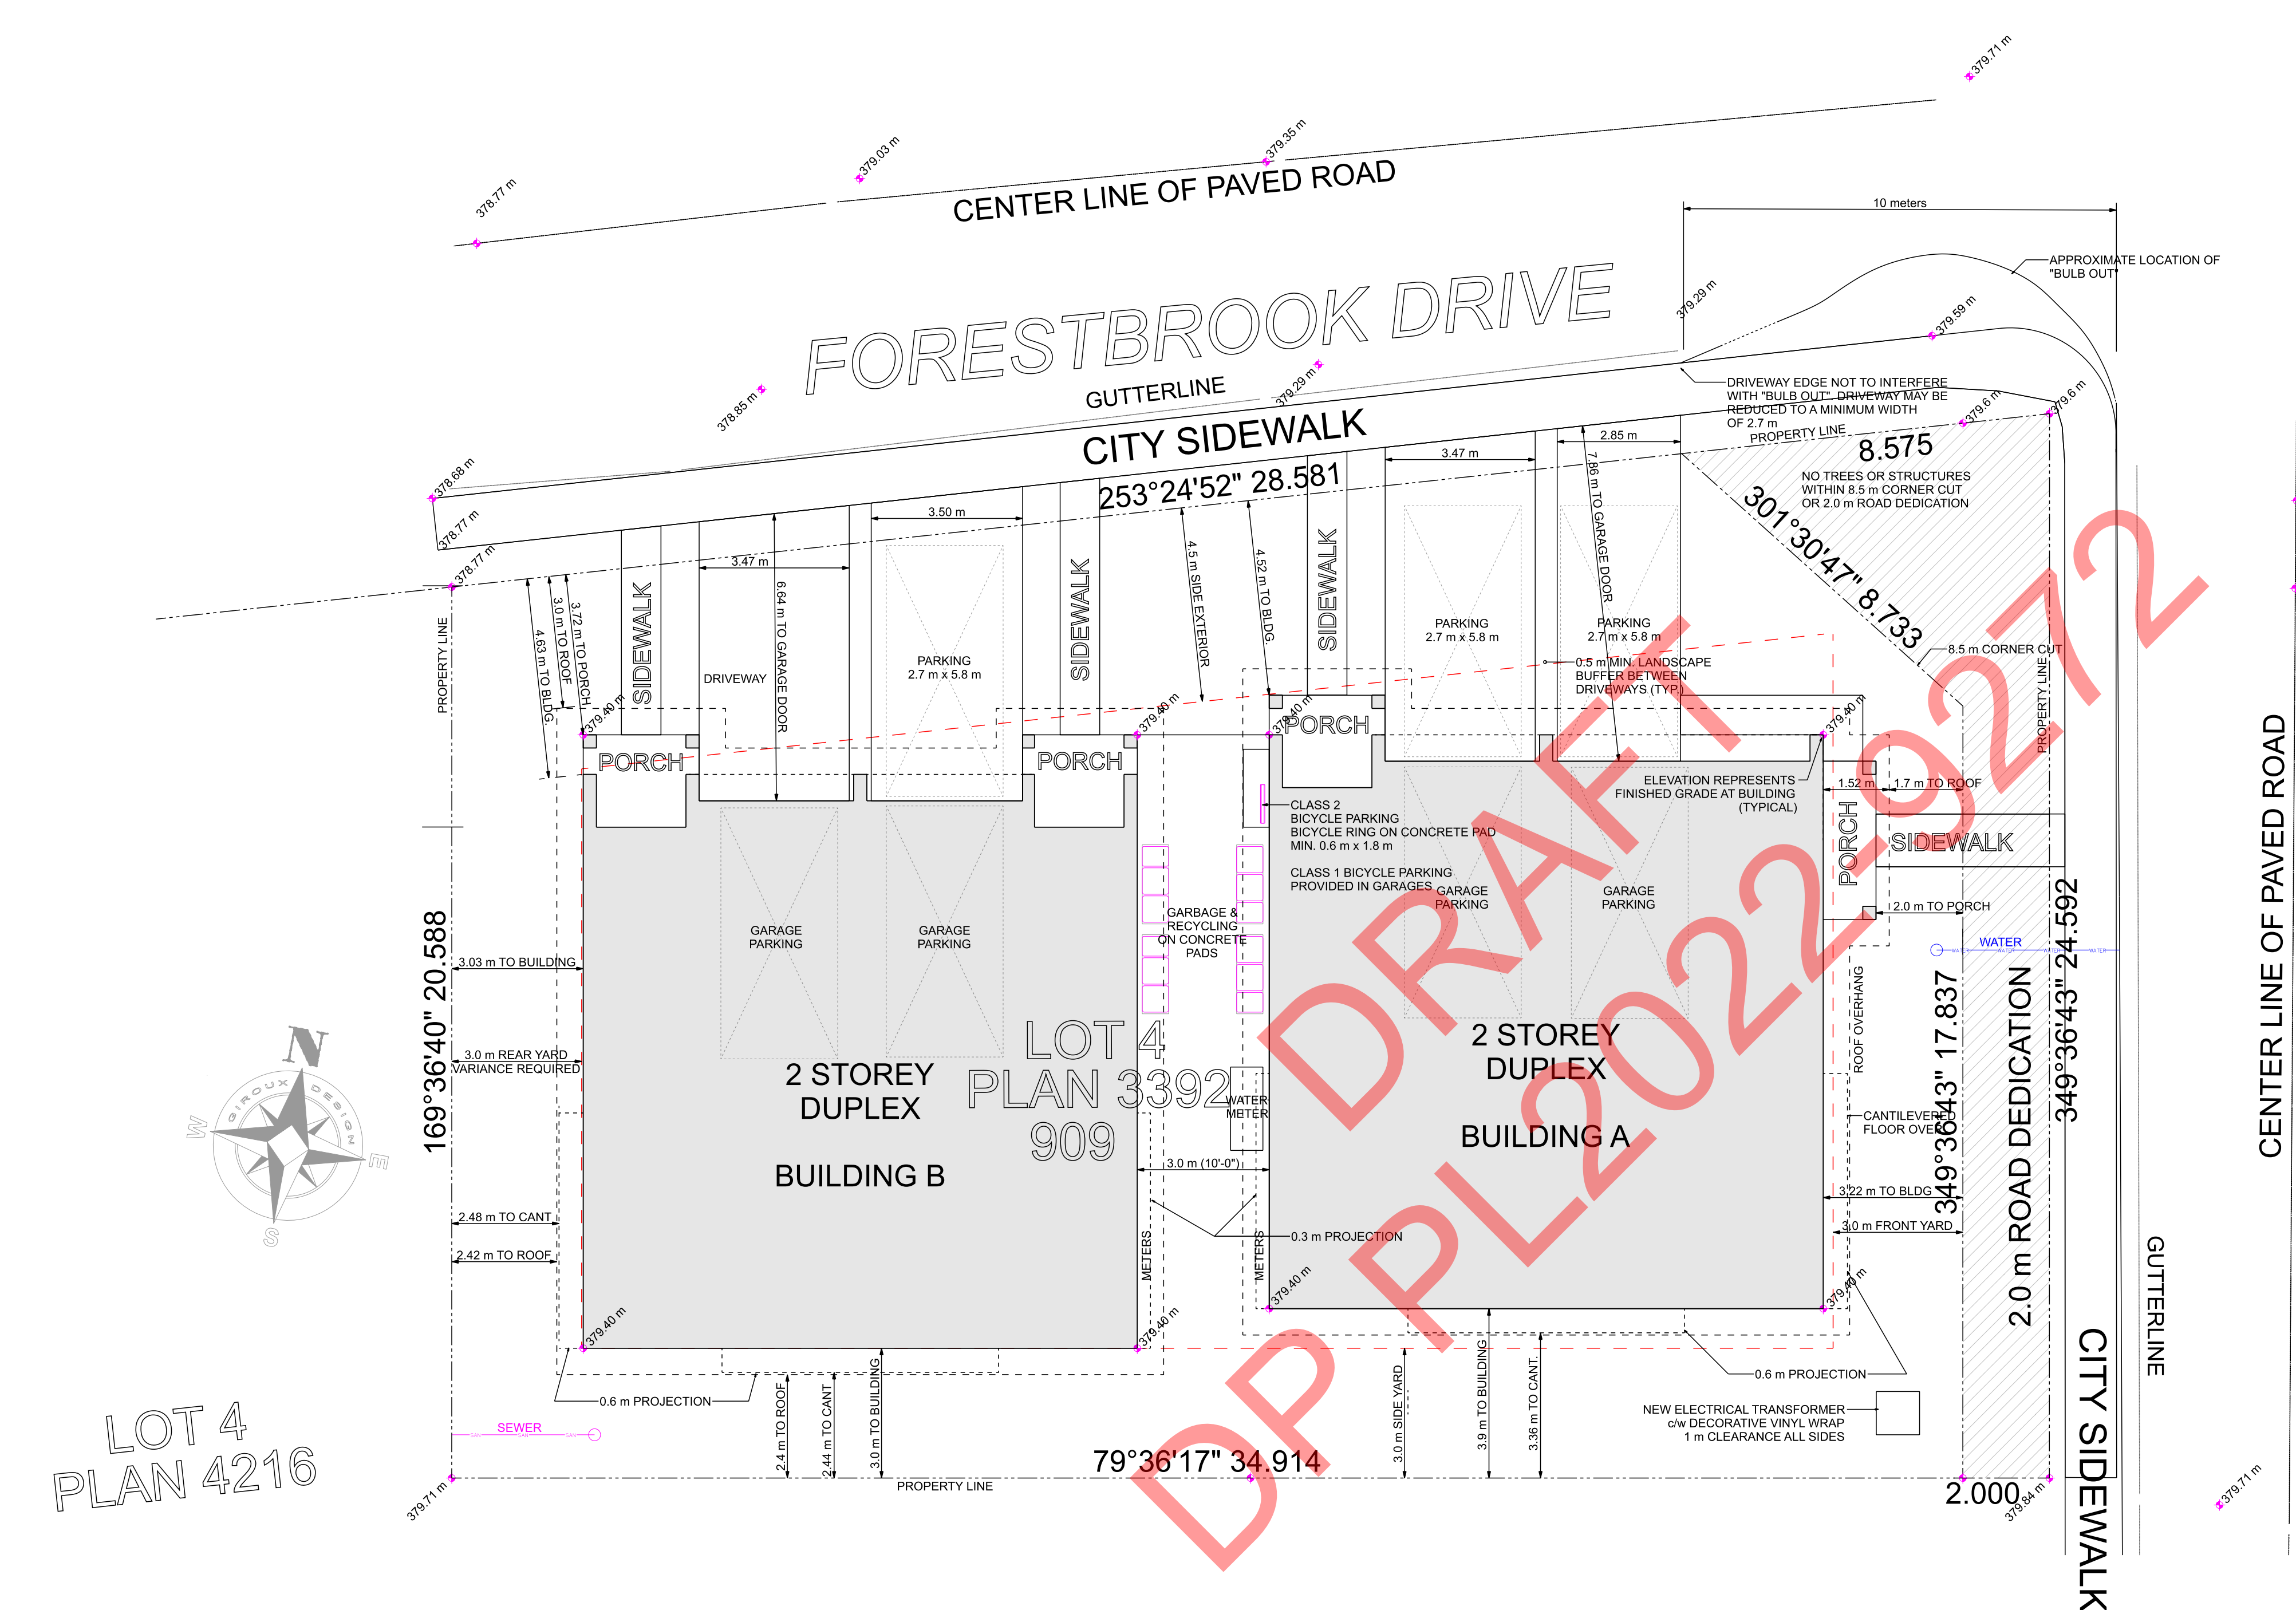 379.71 m
379.35 m
379.03 m
378.77 m
CENTER LINE OF PAVED ROAD
10 meters
APPROXIMATE LOCATION OF
"BULB OUT"
FORESTBROOK DRIVE
379.29 m
379.59 m
GUTTERLINE
378.85 m
379.29 m
DRIVEWAY EDGE NOT TO INTERFERE
WITH "BULB OUT". DRIVEWAY MAY BE
REDUCED TO A MINIMUM WIDTH
OF 2.7 m
379.6 m
379.6 m
CITY SIDEWALK
PROPERTY LINE
8.575
NO TREES OR STRUCTURES
WITHIN 8.5 m CORNER CUT
OR 2.0 m ROAD DEDICATION
253°24'52" 28.581
301°30'47" 8.733
8.5 m CORNER CUT
PROPERTY LINE
378.68 m
378.77 m
378.77 m
PROPERTY LINE
4.63 m TO BLDG.
3.0 m TO ROOF
3.72 m TO PORCH
SIDEWALK
3.47 m
DRIVEWAY
6.64 m TO GARAGE DOOR
3.50 m
PARKING
2.7 m x 5.8 m
SIDEWALK
4.5 m SIDE EXTERIOR
4.52 m TO BLDG.
SIDEWALK
3.47 m
2.85 m
7.86 m TO GARAGE DOOR
PARKING
2.7 m x 5.8 m
PARKING
2.7 m x 5.8 m
0.5 m MIN. LANDSCAPE
BUFFER BETWEEN
DRIVEWAYS (TYP.)
379.40 m
379.40 m
379.40 m
379.40 m
PORCH
PORCH
PORCH
ELEVATION REPRESENTS
FINISHED GRADE AT BUILDING
(TYPICAL)
1.52 m
1.7 m TO ROOF
PORCH
SIDEWALK
2.0 m TO PORCH
CLASS 2
BICYCLE PARKING
BICYCLE RING ON CONCRETE PAD
MIN. 0.6 m x 1.8 m
CLASS 1 BICYCLE PARKING
PROVIDED IN GARAGES
GARAGE
PARKING
GARAGE
PARKING
GARAGE
PARKING
GARAGE
PARKING
GARBAGE &
RECYCLING
ON CONCRETE
PADS
WATER
WATER
WATER
WATER
WATER
ROOF OVERHANG
169°36'40" 20.588
3.03 m TO BUILDING
3.0 m REAR YARD
VARIANCE REQUIRED
2 STOREY
DUPLEX
BUILDING B
LOT 4
PLAN 3392
909
WATER
METER
3.0 m (10'-0")
2 STOREY
DUPLEX
BUILDING A
CANTILEVERED
FLOOR OVER
349°36'43" 17.837
2.0 m ROAD DEDICATION
349°36'43" 24.592
CENTER LINE OF PAVED ROAD
3.22 m TO BLDG
3.0 m FRONT YARD
2.48 m TO CANT
2.42 m TO ROOF
METERS
METERS
0.3 m PROJECTION
379.40 m
379.40 m
379.40 m
379.40 m
0.6 m PROJECTION
0.6 m PROJECTION
2.4 m TO ROOF
2.44 m TO CANT
3.0 m TO BUILDING
3.0 m SIDE YARD
3.9 m TO BUILDING
3.36 m TO CANT.
NEW ELECTRICAL TRANSFORMER
c/w DECORATIVE VINYL WRAP
1 m CLEARANCE ALL SIDES
SEWER
SAN
SAN
SAN
79°36'17" 34.914
PROPERTY LINE
2.000
379.71 m
379.84 m
379.71 m
GUTTERLINE
CITY SIDEWALK
LOT 4
PLAN 4216
N
E
S
W
GIROUX DESIGN
DRAFT
DP PL2022-9272